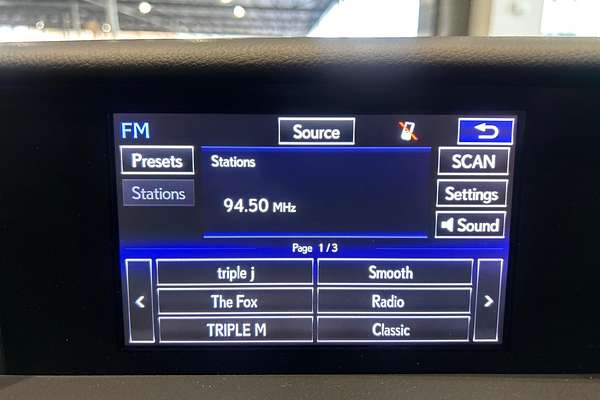 FM
Source
Presets
Stations
Stations
94.50 MHz
SCAN
Settings
Sound
Page 1/3
triple j
Smooth
The Fox
Radio
TRIPLE M
Classic